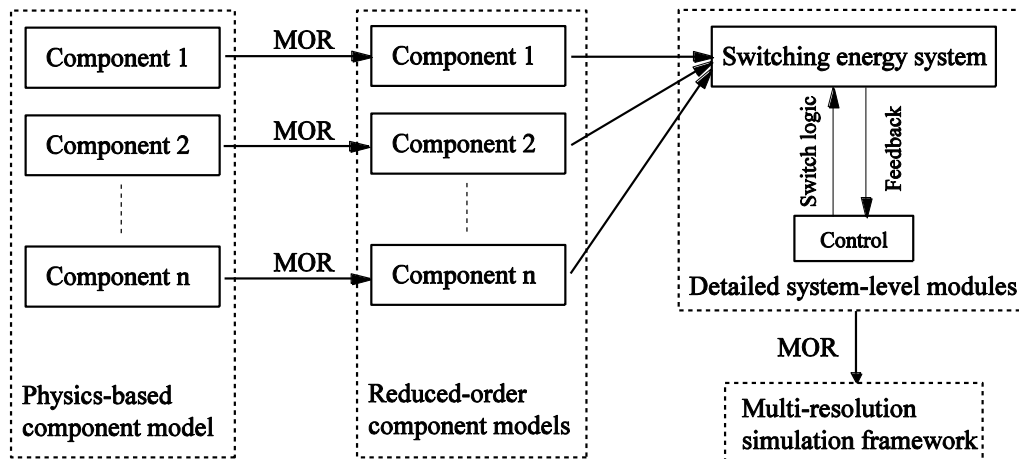 Component 1
Component 2
Component n
Physics-based
component model
MOR
MOR
MOR
Component 1
Component 2
Component n
Reduced-order
component models
Switching energy system
Switch logic
Feedback
Control
Detailed system-level modules
MOR
Multi-resolution
simulation framework